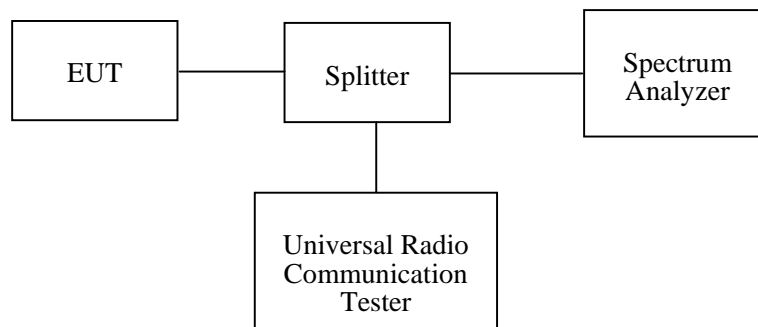 EUT
Splitter
Spectrum
Analyzer
Universal Radio
Communication
Tester